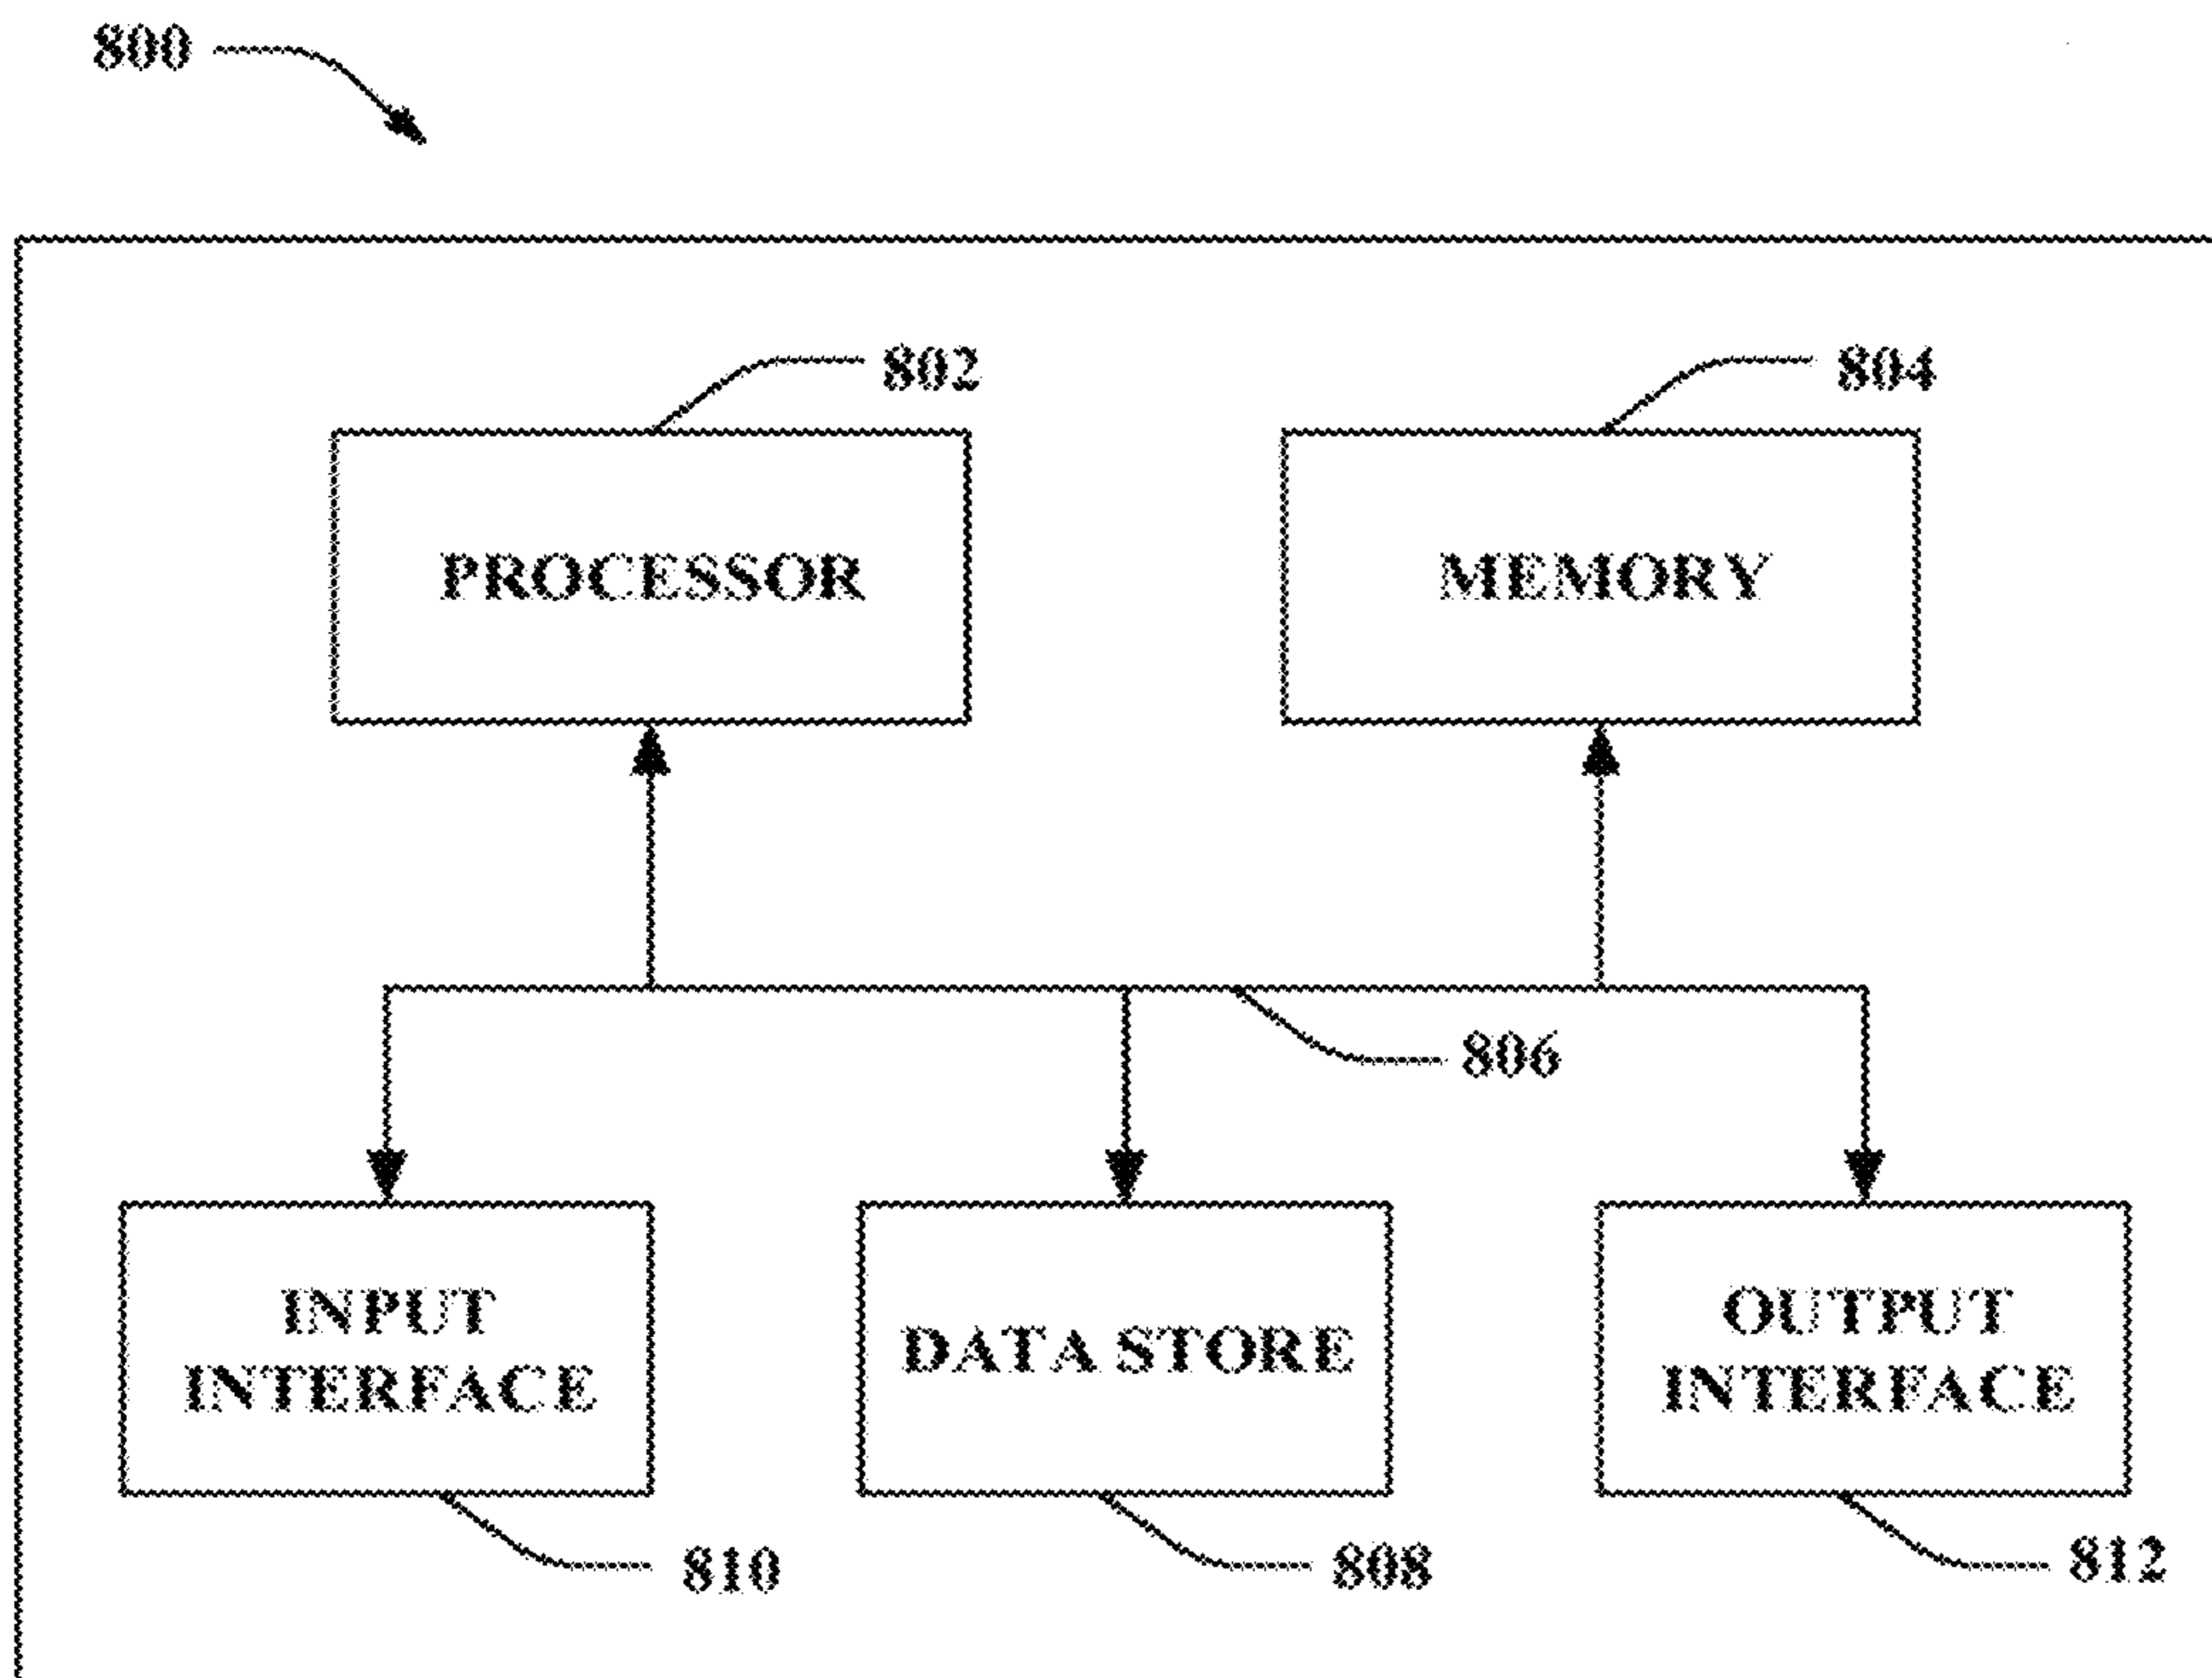 800
802
804
PROCESSOR
MEMORY
806
INPUT
INTERFACE
DATA STORE
OUTPUT
INTERFACE
810
808
812